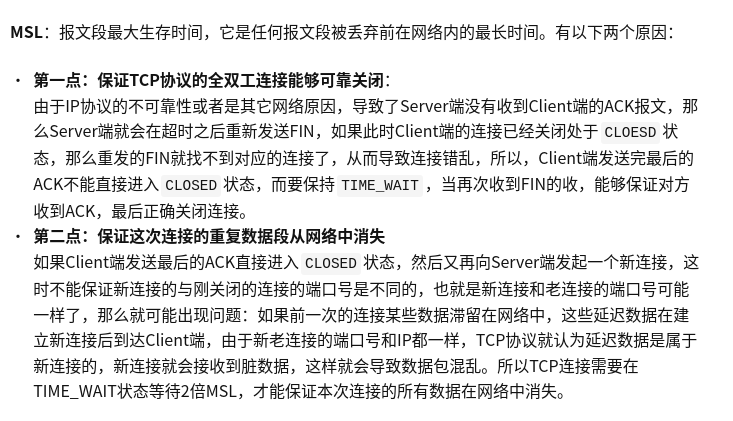 MSL：报文段最大生存时间，它是任何报文段被丢弃前在网络内的最长时间。有以下两个原因：
· 第一点：保证TCP协议的全双工连接能够可靠关闭：
由于IP协议的不可靠性或者是其它网络原因，导致了Server端没有收到Client端的ACK报文，那
么Server端就会在超时之后重新发送FIN，如果此时Client端的连接已经关闭处于 CLOESD 状
态，那么重发的FIN就找不到对应的连接了，从而导致连接错乱，所以，Client端发送完最后的
ACK不能直接进入 CLOSED 状态，而要保持 TIME_WAIT ，当再次收到FIN的收，能够保证对方
收到ACK，最后正确关闭连接。
· 第二点：保证这次连接的重复数据段从网络中消失
如果Client端发送最后的ACK直接进入 CLOSED 状态，然后又再向Server端发起一个新连接，这
时不能保证新连接的与刚关闭的连接的端口号是不同的，也就是新连接和老连接的端口号可能
一样了，那么就可能出现问题：如果前一次的连接某些数据滞留在网络中，这些延迟数据在建
立新连接后到达Client端，由于新老连接的端口号和IP都一样，TCP协议就认为延迟数据是属于
新连接的，新连接就会接收到脏数据，这样就会导致数据包混乱。所以TCP连接需要在
TIME_WAIT状态等待2倍MSL，才能保证本次连接的所有数据在网络中消失。